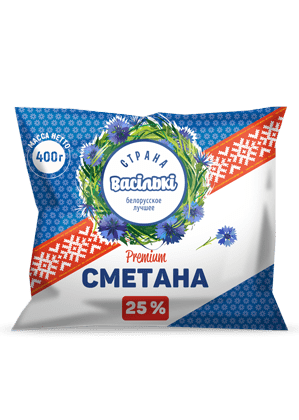 МАССА НЕТТО
400г
СТРАНА
Васількі
белорусское
лучшее
Premium
СМЕТАНА
25%